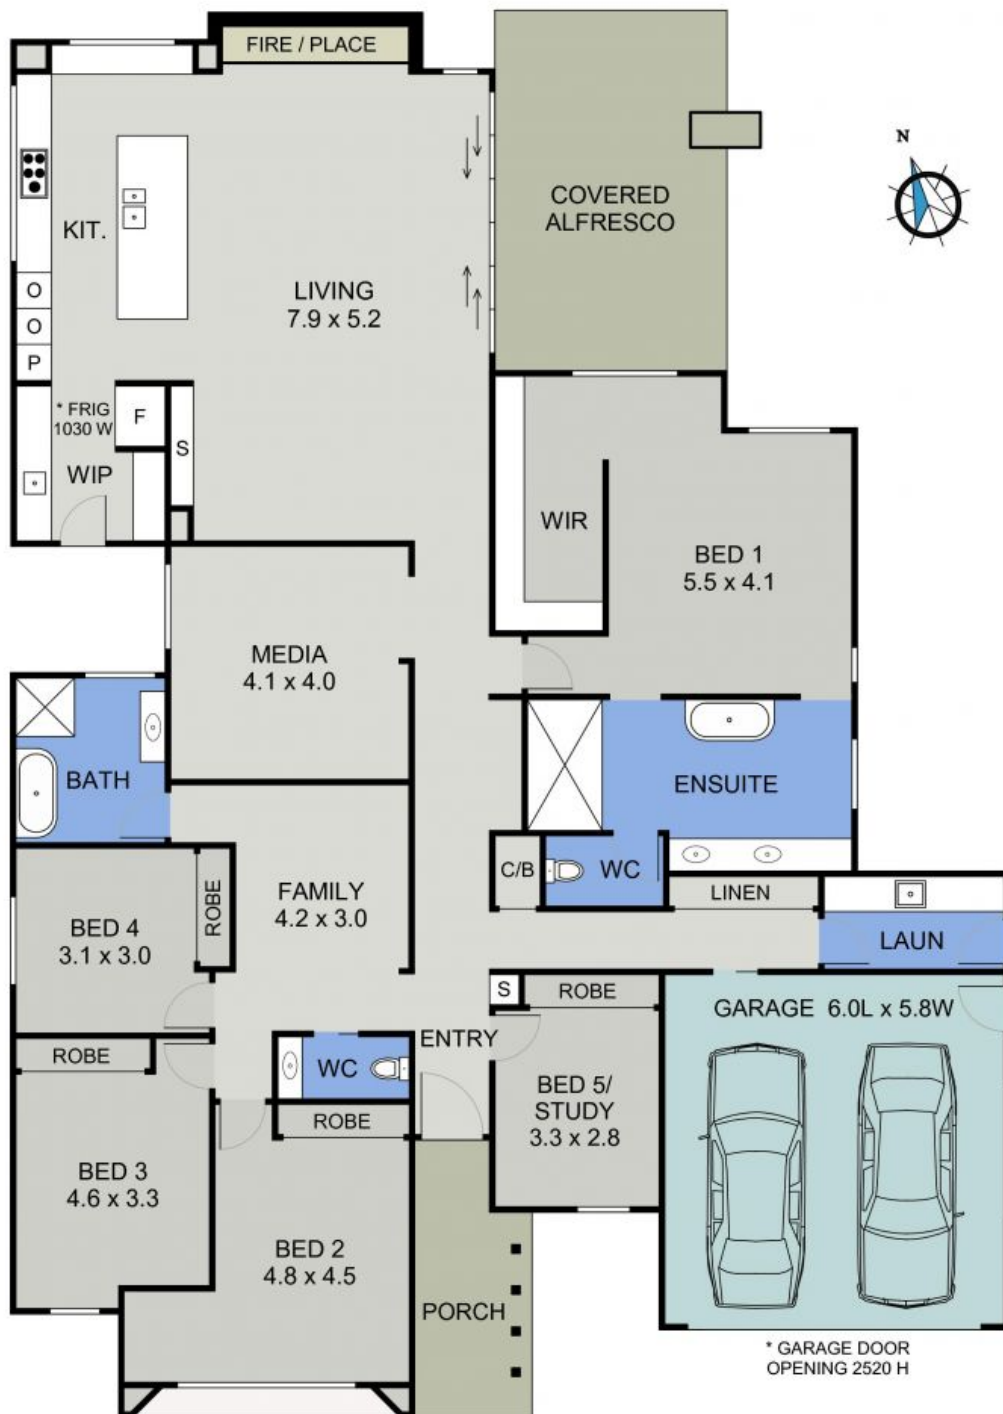 FIRE / PLACE
N
COVERED
ALFRESCO
KIT.
LIVING
7.9 x 5.2
O
O
P
* FRIG
1030 W
F
S
WIP
WIR
BED 1
5.5 x 4.1
MEDIA
4.1 x 4.0
BATH
ENSUITE
C/B
WC
LINEN
LAUN
FAMILY
4.2 x 3.0
ROBE
BED 4
3.1 x 3.0
S
ROBE
GARAGE 6.0L x 5.8W
ENTRY
ROBE
WC
BED 5/
STUDY
3.3 x 2.8
ROBE
BED 3
4.6 x 3.3
BED 2
4.8 x 4.5
PORCH
* GARAGE DOOR
OPENING 2520 H